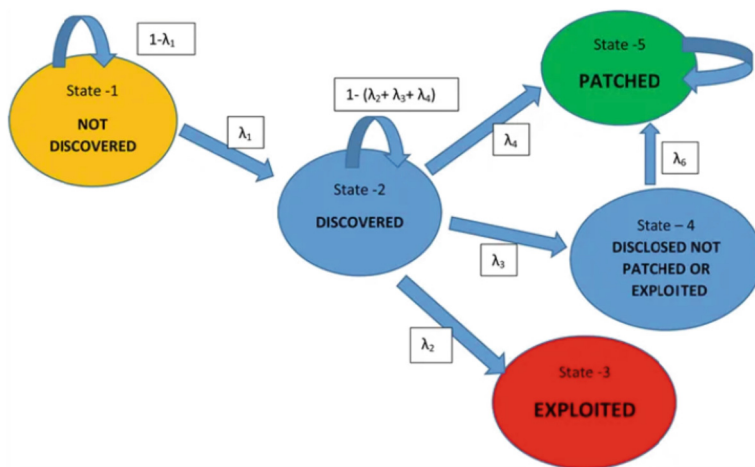 1-λ₁
State -1
NOT
DISCOVERED
λ₁
1- (λ₂+ λ₃+ λ₄)
State -2
DISCOVERED
λ₄
λ₃
λ₂
State -5
PATCHED
λ₆
State – 4
DISCLOSED NOT
PATCHED OR
EXPLOITED
State -3
EXPLOITED